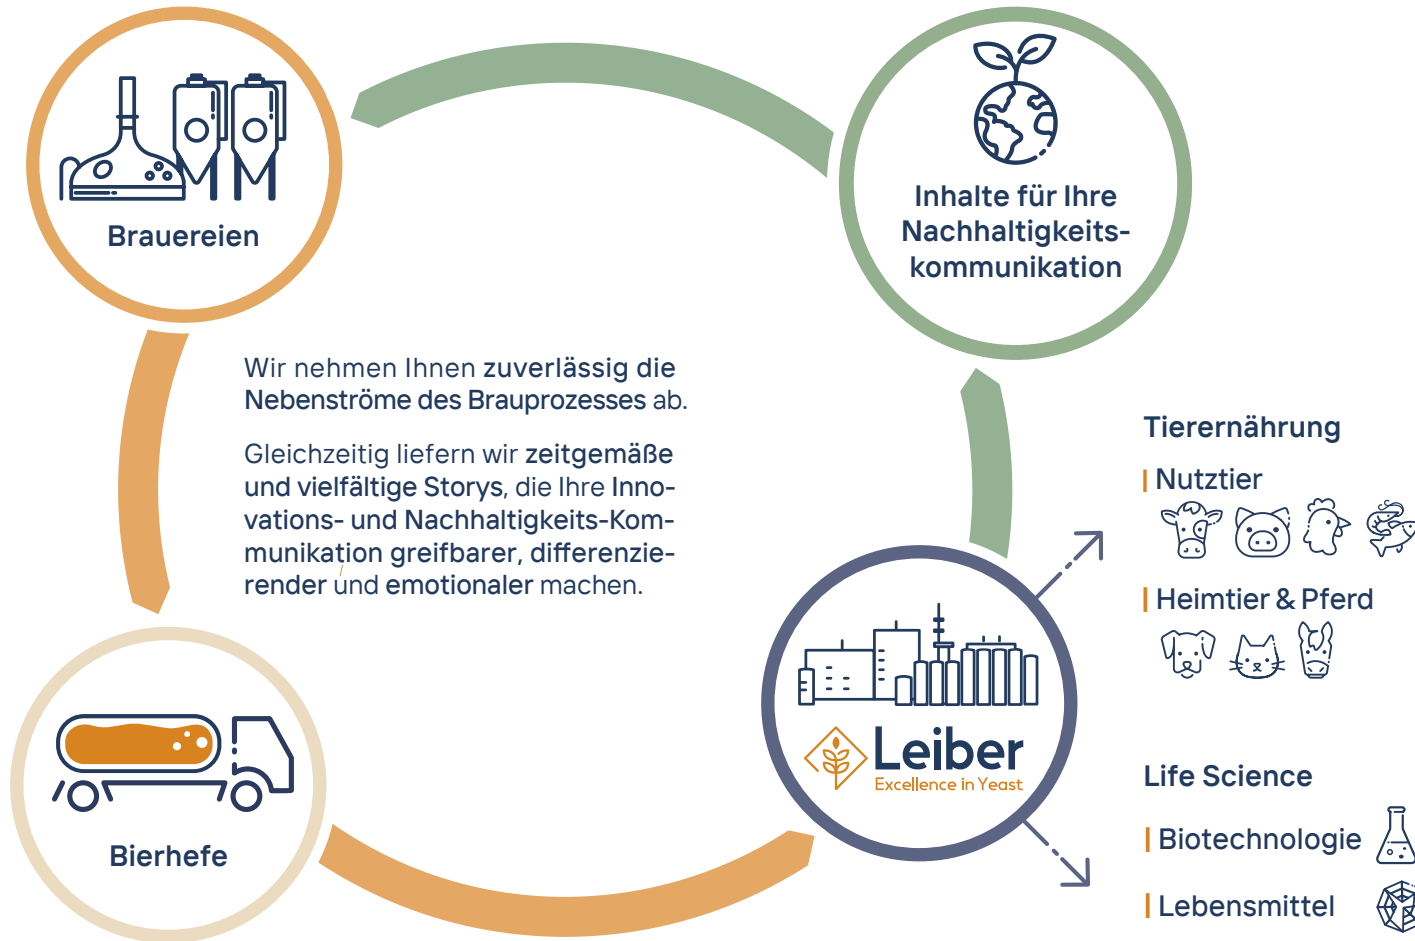 Brauereien
Inhalte für Ihre
Nachhaltigkeits-
kommunikation
Wir nehmen Ihnen zuverlässig die
Nebenströme des Brauprozesses ab.
Gleichzeitig liefern wir zeitgemäße
und vielfältige Storys, die Ihre Inno-
vations- und Nachhaltigkeits-Kom-
munikation greifbarer, differenzie-
render und emotionaler machen.
Bierhefe
Leiber
Excellence in Yeast
Tierernährung
| Nutztier
| Heimtier & Pferd
Life Science
| Biotechnologie
| Lebensmittel